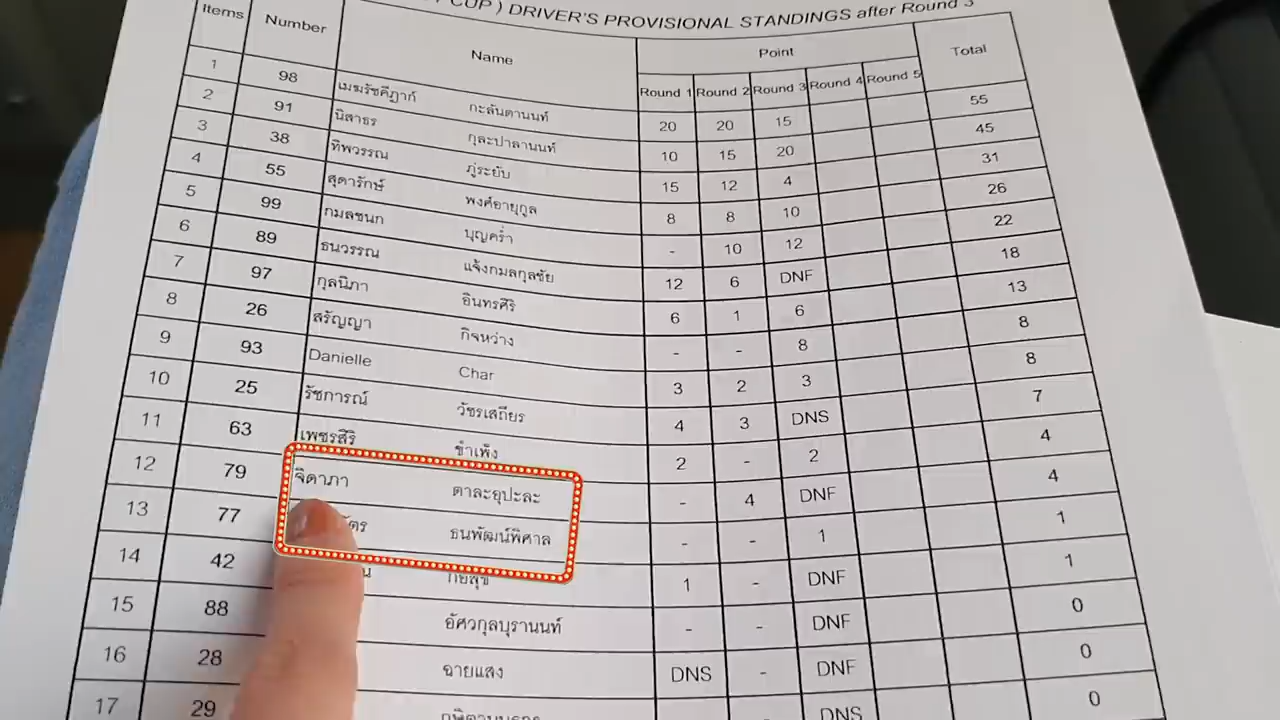 CUP ) DRIVER'S PROVISIONAL STANDINGS after Round 3
Items Number Name Point Total
Round 1 Round 2 Round 3 Round 4 Round 5
1 98 กะลันตานนท์ 20 20 15 55
2 91 นิสาธร กุละปาลานนท์ 10 15 20 45
3 38 ทิพวรรณ ภู่ระยับ 15 12 4 31
4 55 สุดารักษ์ พงศ์อายุกูล 8 8 10 26
5 99 กมลชนก บุญคร่ำ - 10 12 22
6 89 ธนวรรณ แจ้งกมลกุลชัย 12 6 DNF 18
7 97 กุลนิภา อินทรศิริ 6 1 6 13
8 26 สรัญญา กิจหว่าง - - 8 8
9 93 Danielle Char 3 2 3 8
10 25 รัชการณ์ วัชรเสถียร 4 3 DNS 7
11 63 เพชรสิริ ขำเพ็ง 2 - 2 4
12 79 จิดาภา ตาละยุปะละ - 4 DNF 4
13 77 ธนพัฒน์พิศาล - - 1 1
14 42 1 - DNF 1
15 88 อัศวกุลบุรานนท์ - - DNF 0
16 28 ฉายแสง DNS - DNF 0
17 29 DNS 0